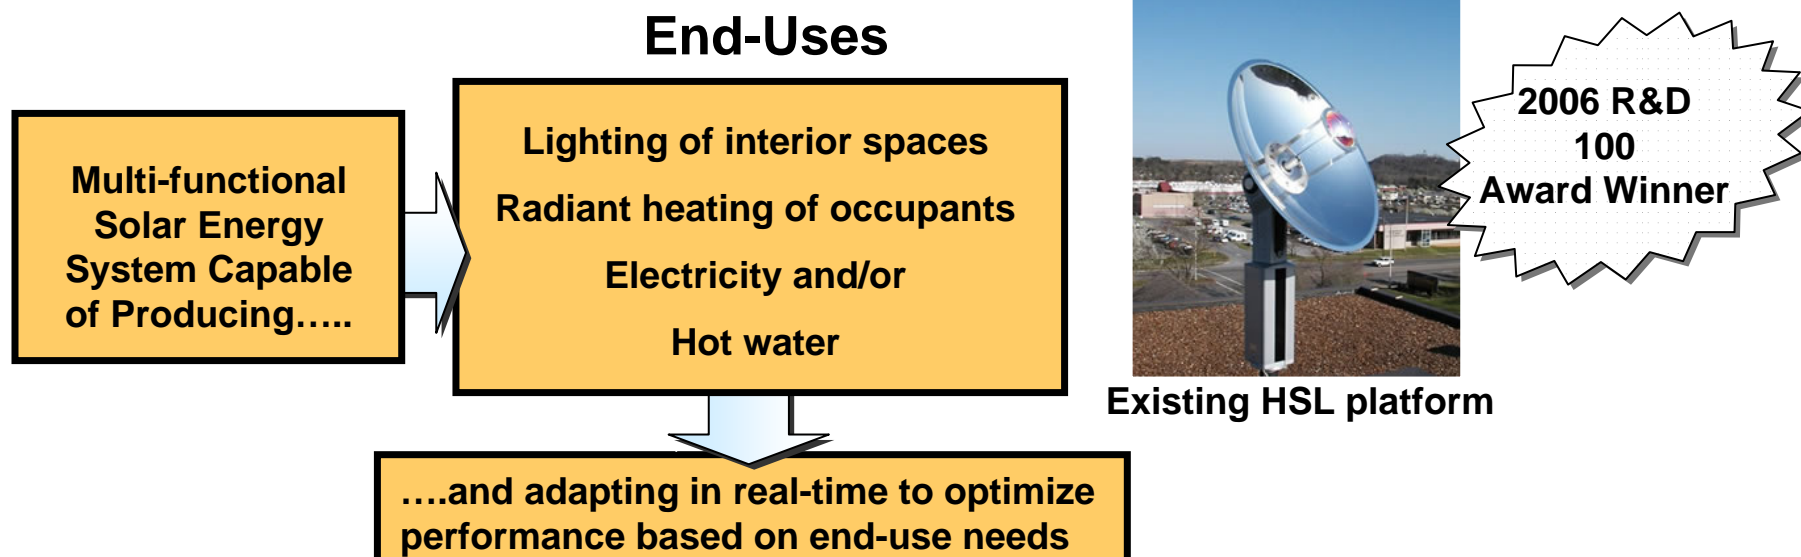 End-Uses
Multi-functional
Solar Energy
System Capable
of Producing…..
Lighting of interior spaces
Radiant heating of occupants
Electricity and/or
Hot water
….and adapting in real-time to optimize
performance based on end-use needs
Existing HSL platform
2006 R&D
100
Award Winner